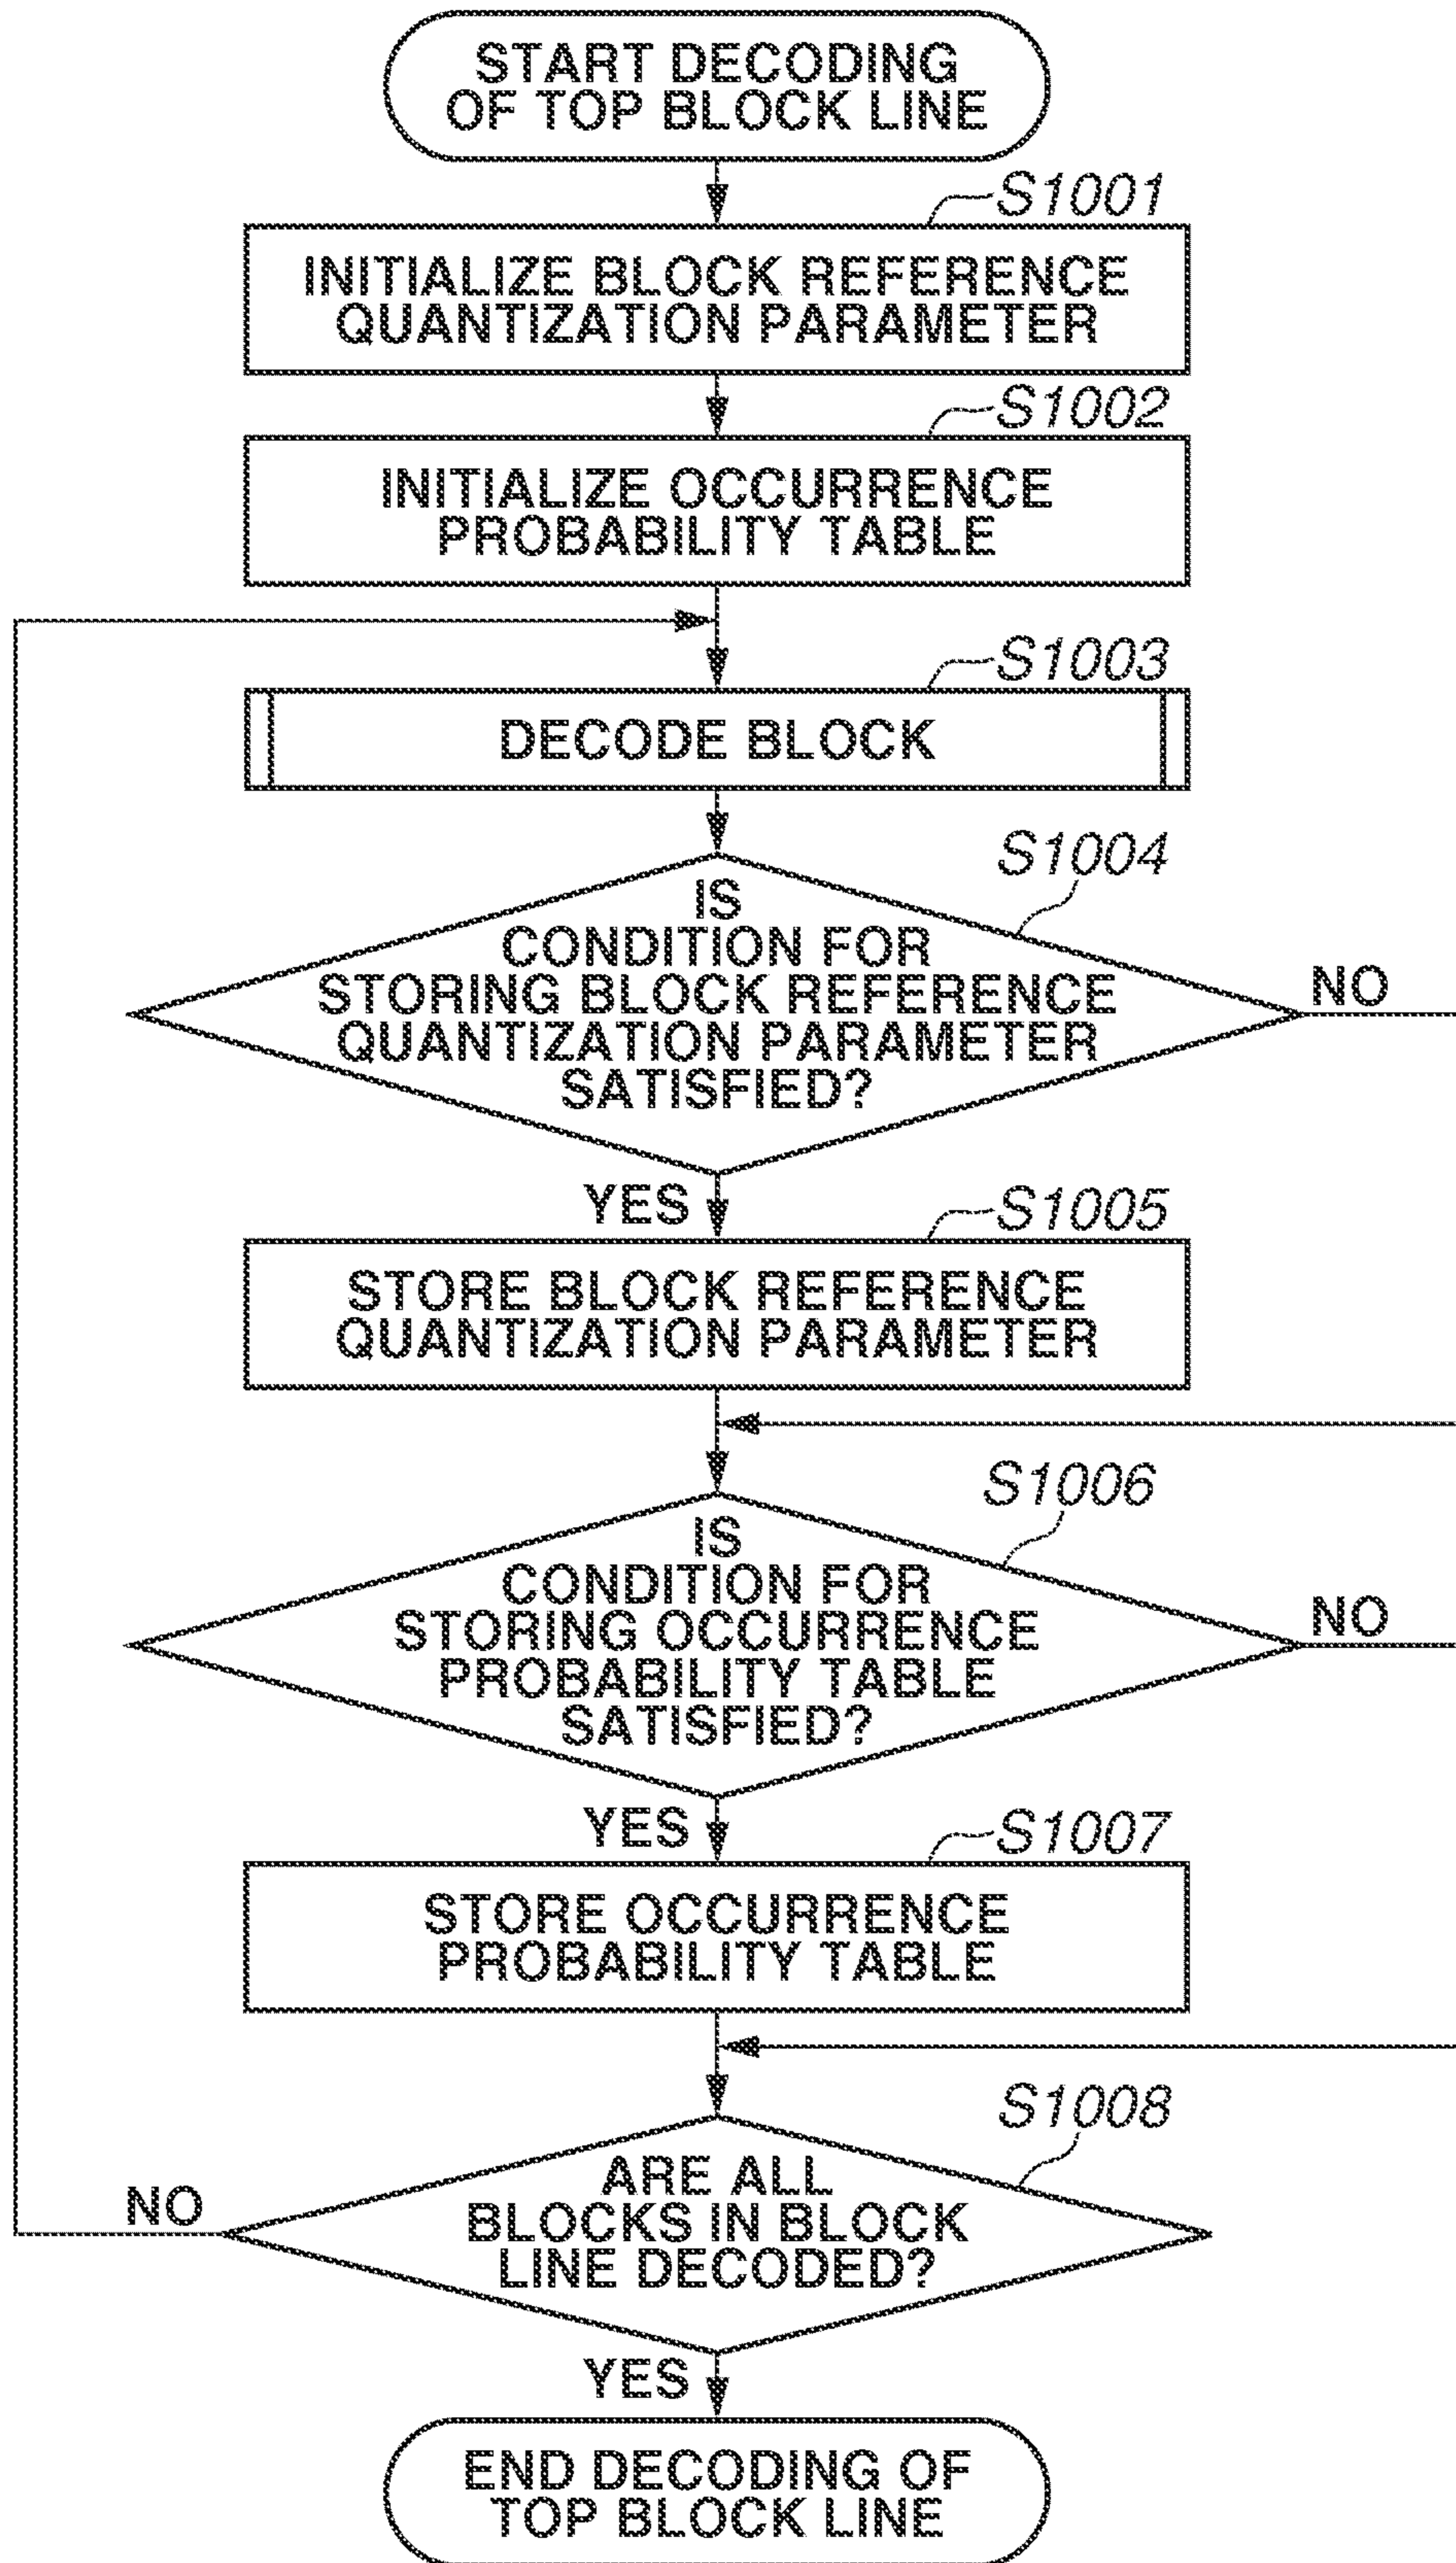 START DECODING
OF TOP BLOCK LINE
S1001
INITIALIZE BLOCK REFERENCE
QUANTIZATION PARAMETER
S1002
INITIALIZE OCCURRENCE
PROBABILITY TABLE
S1003
DECODE BLOCK
S1004
IS
CONDITION FOR
STORING BLOCK REFERENCE
QUANTIZATION PARAMETER
SATISFIED?
NO
YES
S1005
STORE BLOCK REFERENCE
QUANTIZATION PARAMETER
S1006
IS
CONDITION FOR
STORING OCCURRENCE
PROBABILITY TABLE
SATISFIED?
NO
YES
S1007
STORE OCCURRENCE
PROBABILITY TABLE
S1008
ARE ALL
BLOCKS IN BLOCK
LINE DECODED?
NO
YES
END DECODING OF
TOP BLOCK LINE